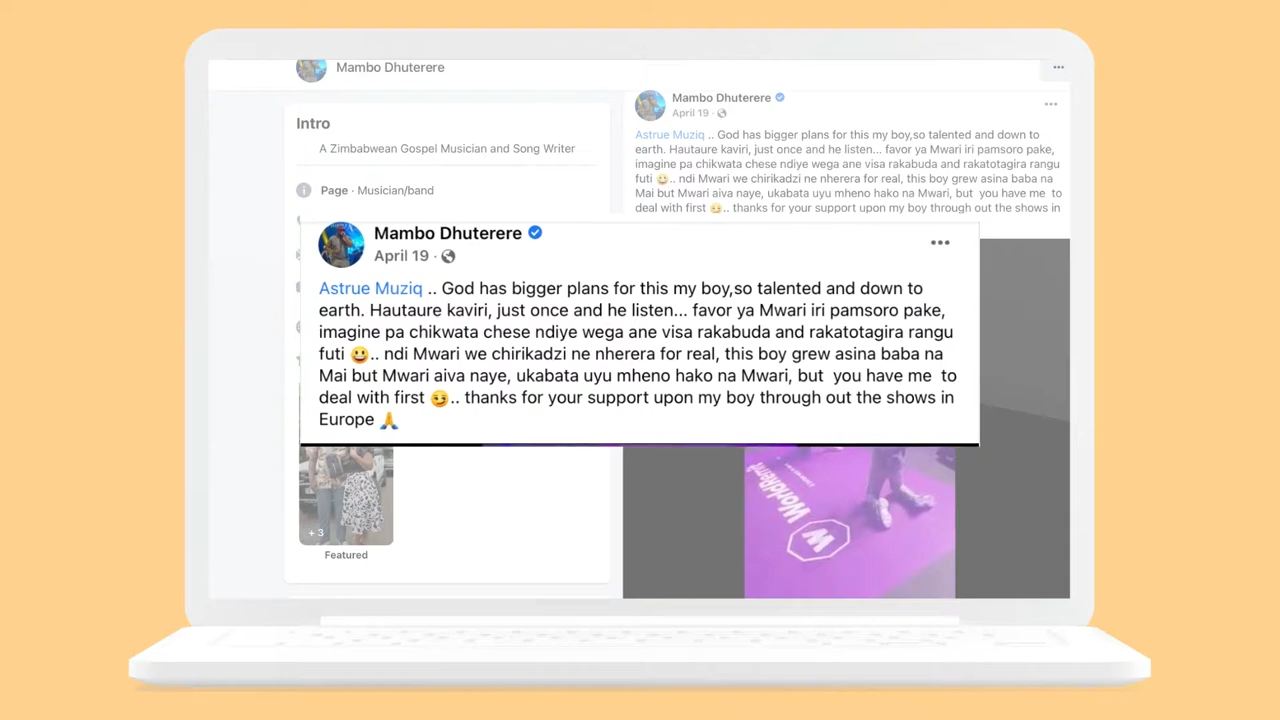 Mambo Dhuterere
Intro
A Zimbabwean Gospel Musician and Song Writer
Page · Musician/band
+ 3
Featured
Mambo Dhuterere
April 19 ·
Astrue Muziq .. God has bigger plans for this my boy,so talented and down to
earth. Hautaure kaviri, just once and he listen... favor ya Mwari iri pamsoro pake,
imagine pa chikwata chese ndiye wega ane visa rakabuda and rakatotagira rangu
futi 😀.. ndi Mwari we chirikadzi ne nherera for real, this boy grew asina baba na
Mai but Mwari aiva naye, ukabata uyu mheno hako na Mwari, but you have me to
deal with first 😏.. thanks for your support upon my boy through out the shows in
Mambo Dhuterere
April 19 ·
Astrue Muziq .. God has bigger plans for this my boy,so talented and down to
earth. Hautaure kaviri, just once and he listen... favor ya Mwari iri pamsoro pake,
imagine pa chikwata chese ndiye wega ane visa rakabuda and rakatotagira rangu
futi 😀.. ndi Mwari we chirikadzi ne nherera for real, this boy grew asina baba na
Mai but Mwari aiva naye, ukabata uyu mheno hako na Mwari, but  you have me  to
deal with first 😏.. thanks for your support upon my boy through out the shows in
Europe 🙏
WorldRemit
W